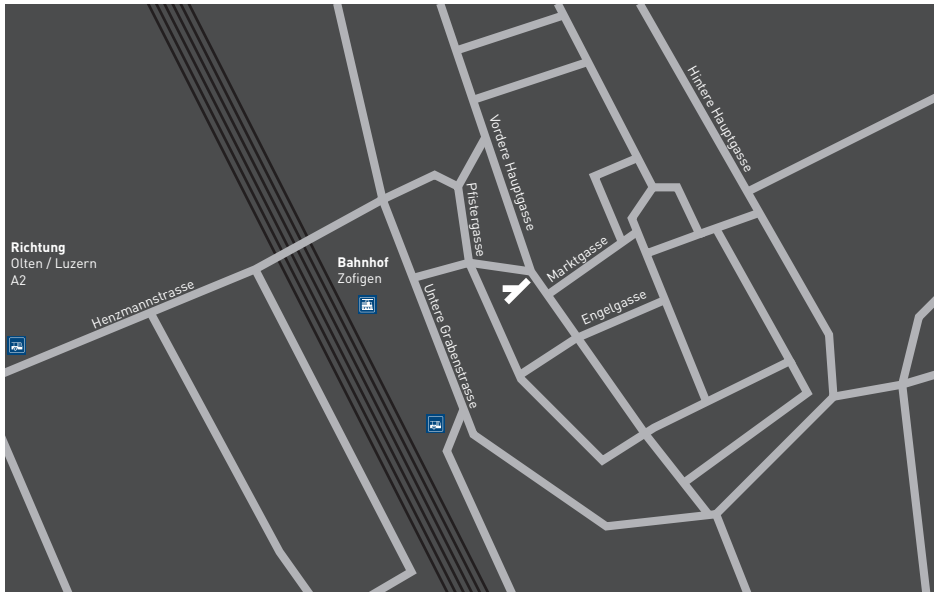 Richtung
Olten / Luzern
A2
Henzmannstrasse
Bahnhof
Zofigen
Untere Grabenstrasse
Pfistergasse
Vordere Hauptgasse
Hintere Hauptgasse
Marktgasse
Engelgasse